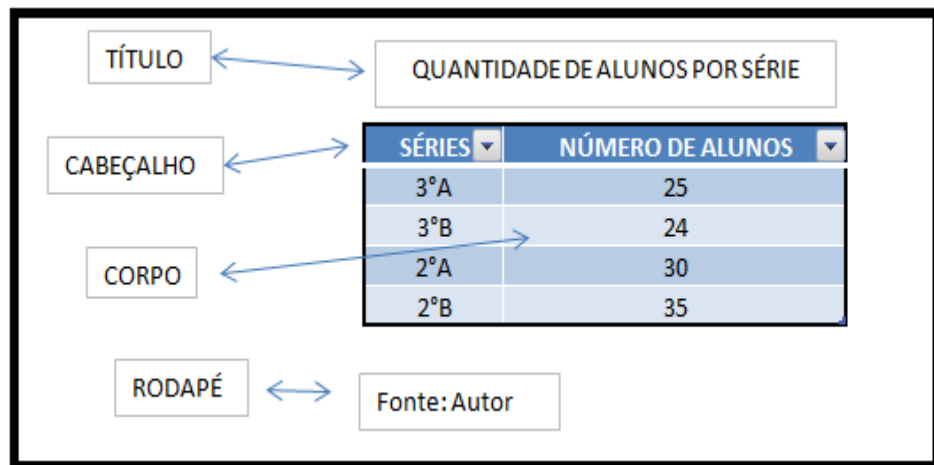 TÍTULO
QUANTIDADE DE ALUNOS POR SÉRIE
CABEÇALHO
SÉRIES NÚMERO DE ALUNOS
3°A 25
3°B 24
CORPO
2°A 30
2°B 35
RODAPÉ
Fonte: Autor